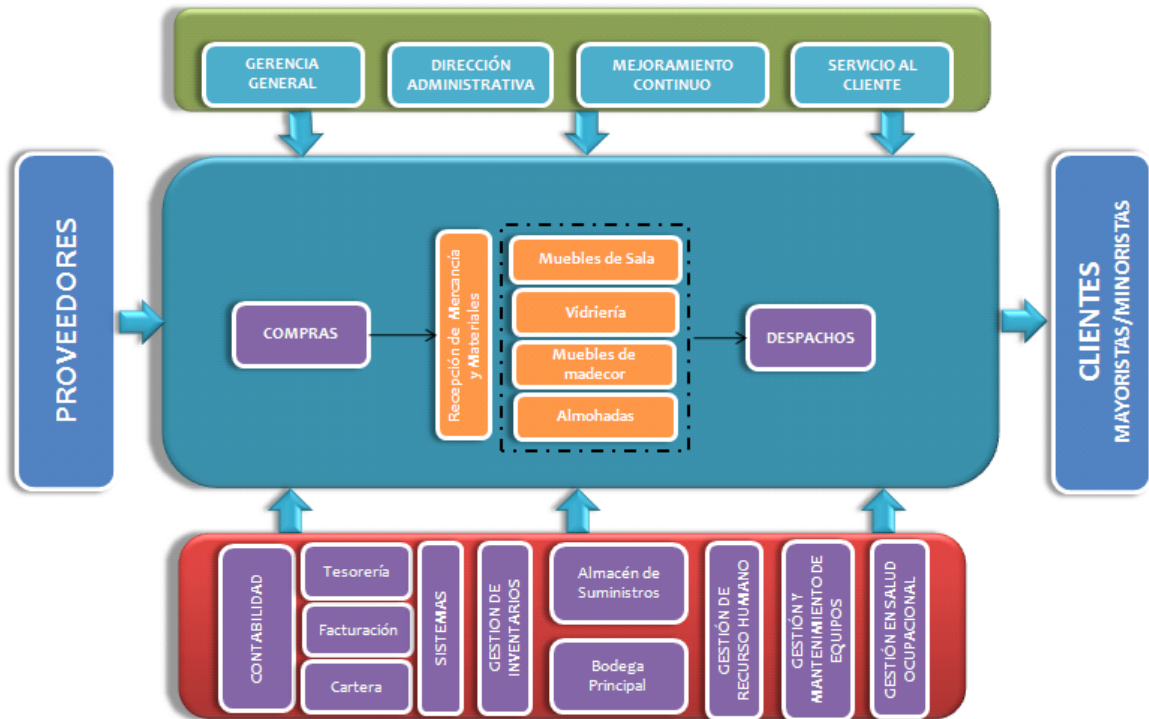 GERENCIA
GENERAL
DIRECCIÓN
ADMINISTRATIVA
MEJORAMIENTO
CONTINUO
SERVICIO AL
CLIENTE
PROVEEDORES
COMPRAS
Recepción de Mercancía
y Materiales
Muebles de Sala
Vidriería
Muebles de
madecor
Almohadas
DESPACHOS
CLIENTES
MAYORISTAS/MINORISTAS
CONTABILIDAD
Tesorería
Facturación
Cartera
SISTEMAS
GESTION DE
INVENTARIOS
Almacén de
Suministros
Bodega
Principal
GESTIÓN DE
RECURSO HUMANO
GESTIÓN Y
MANTENIMIENTO DE
EQUIPOS
GESTIÓN EN SALUD
OCUPACIONAL